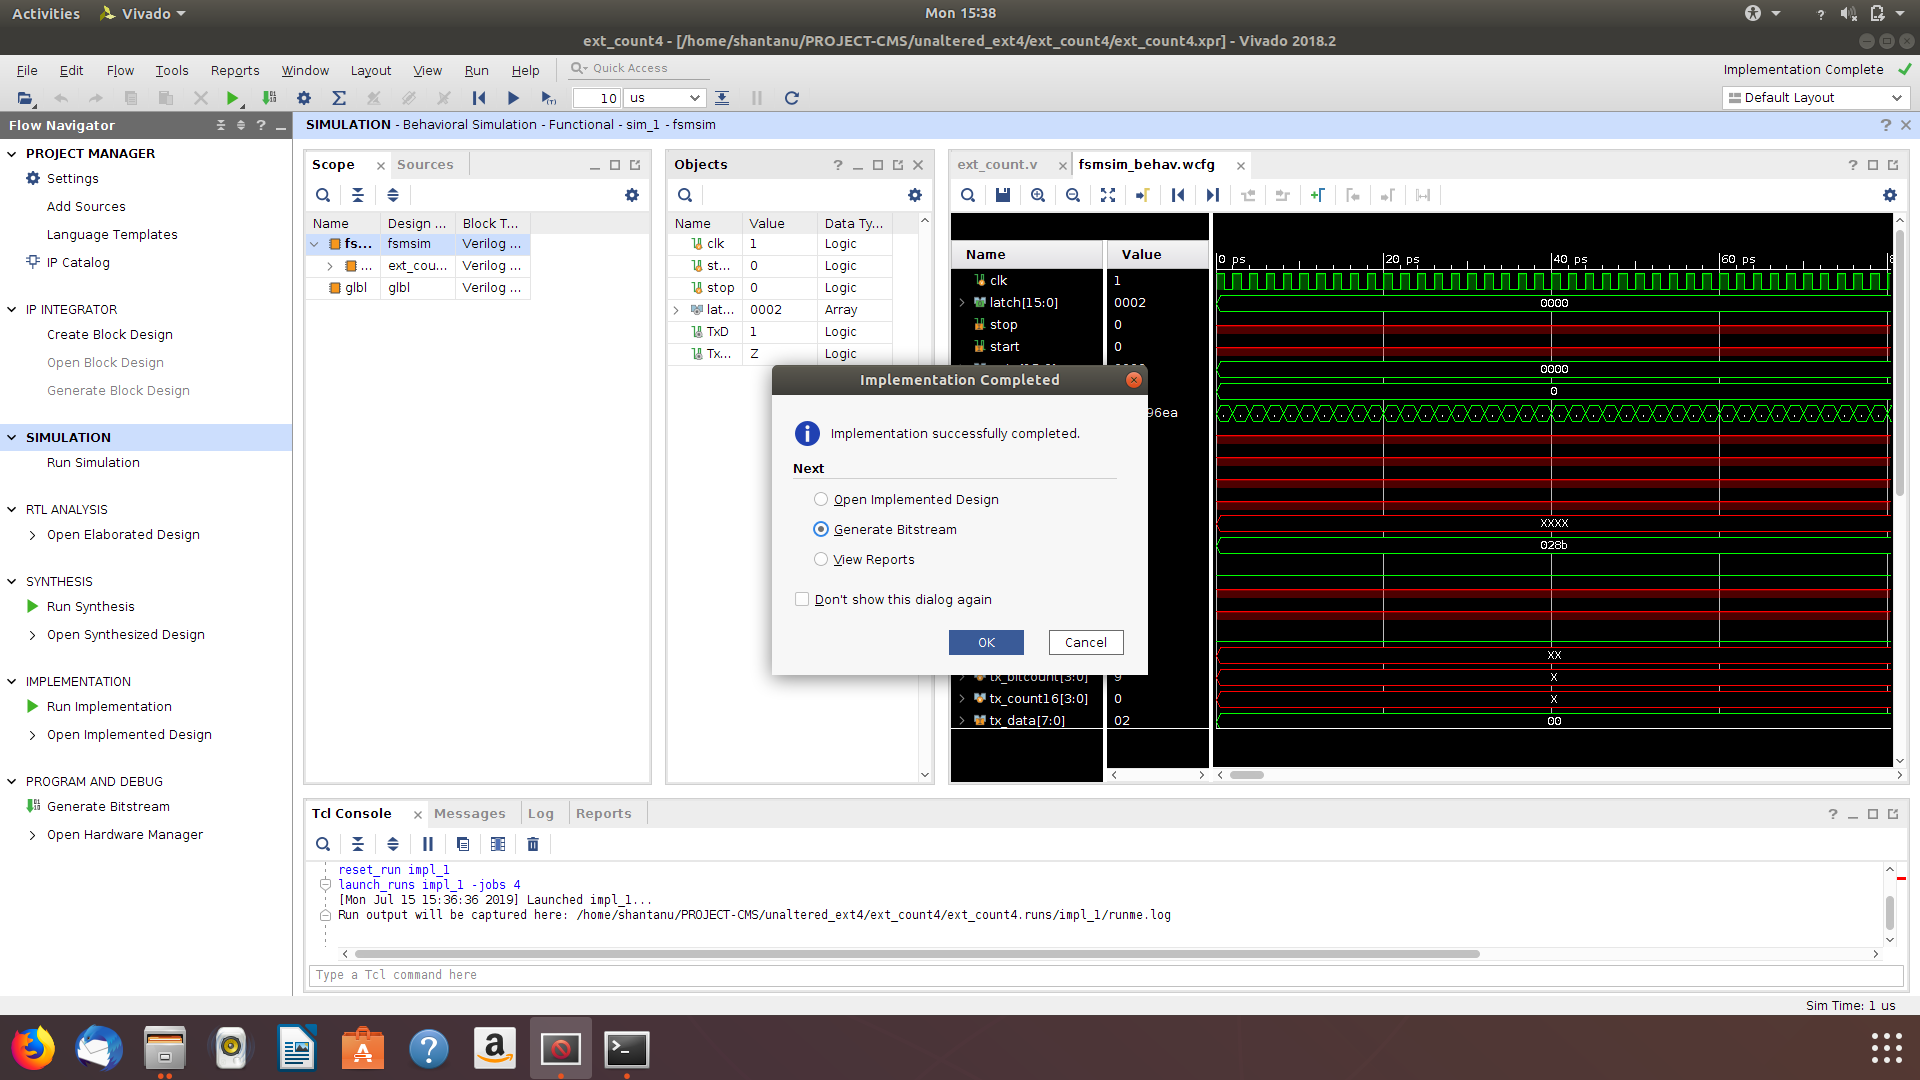 Activities Vivado Mon 15:38 ?
ext_count4 - [/home/shantanu/PROJECT-CMS/unaltered_ext4/ext_count4/ext_count4.xpr] - Vivado 2018.2
File Edit Flow Tools Reports Window Layout View Run Help Quick Access Implementation Complete
10 us Default Layout
Flow Navigator ? SIMULATION - Behavioral Simulation - Functional - sim_1 - fsmsim ?
PROJECT MANAGER
Settings
Add Sources
Language Templates
IP Catalog
IP INTEGRATOR
Create Block Design
Open Block Design
Generate Block Design
SIMULATION
Run Simulation
RTL ANALYSIS
Open Elaborated Design
SYNTHESIS
Run Synthesis
Open Synthesized Design
IMPLEMENTATION
Run Implementation
Open Implemented Design
PROGRAM AND DEBUG
Generate Bitstream
Open Hardware Manager
Scope Sources
Name Design ... Block T...
fs... fsmsim Verilog ...
... ext_cou... Verilog ...
glbl glbl Verilog ...
Objects ?
Name Value Data Ty...
clk 1 Logic
st... 0 Logic
stop 0 Logic
lat... 0002 Array
TxD 1 Logic
Tx... Z Logic
ext_count.v fsmsim_behav.wcfg ?
Name Value
0 ps 20 ps 40 ps 60 ps
clk 1
latch[15:0] 0002 0000
stop 0
start 0
0000
0
96ea
XXXX
028b
XX
tx_bitcount[3:0] 9 X
tx_count16[3:0] 0 X
tx_data[7:0] 02 00
Implementation Completed
Implementation successfully completed.
Next
Open Implemented Design
Generate Bitstream
View Reports
Don't show this dialog again
OK Cancel
Tcl Console Messages Log Reports ?
reset_run impl_1
launch_runs impl_1 -jobs 4
[Mon Jul 15 15:36:36 2019] Launched impl_1...
Run output will be captured here: /home/shantanu/PROJECT-CMS/unaltered_ext4/ext_count4/ext_count4.runs/impl_1/runme.log
Type a Tcl command here
Sim Time: 1 us